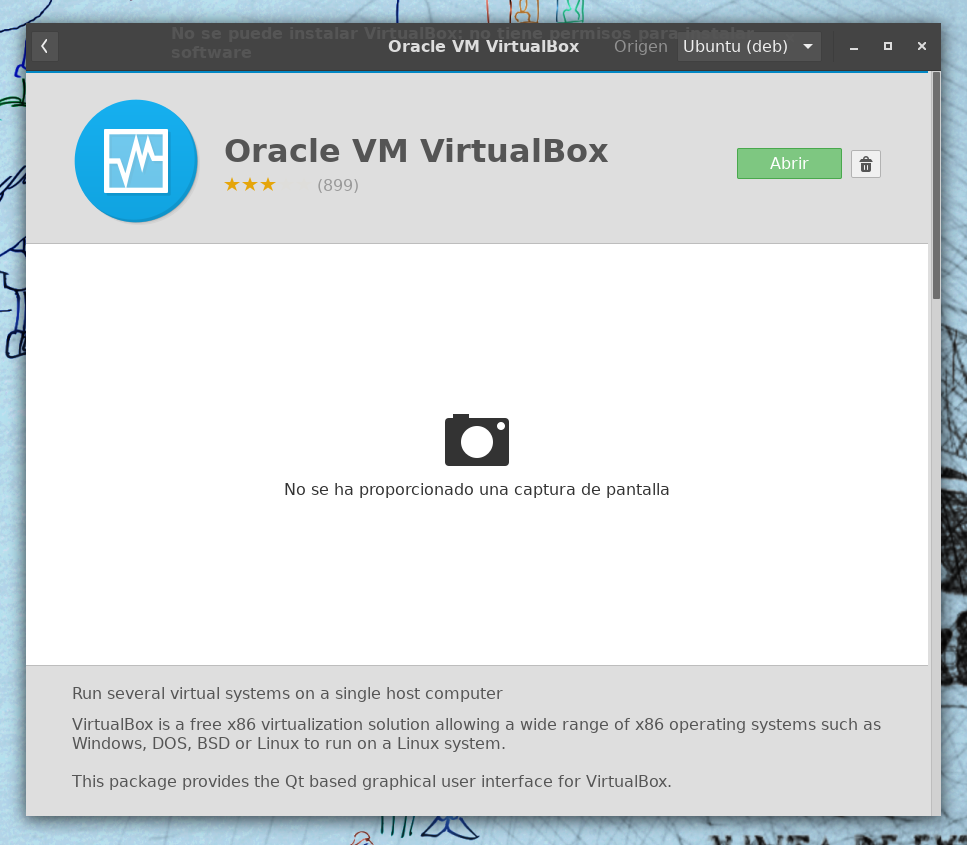 No se puede instalar VirtualBox: no tiene permisos para instalar
software
Oracle VM VirtualBox
Origen
Ubuntu (deb)
Oracle VM VirtualBox
(899)
Abrir
No se ha proporcionado una captura de pantalla
Run several virtual systems on a single host computer
VirtualBox is a free x86 virtualization solution allowing a wide range of x86 operating systems such as
Windows, DOS, BSD or Linux to run on a Linux system.
This package provides the Qt based graphical user interface for VirtualBox.